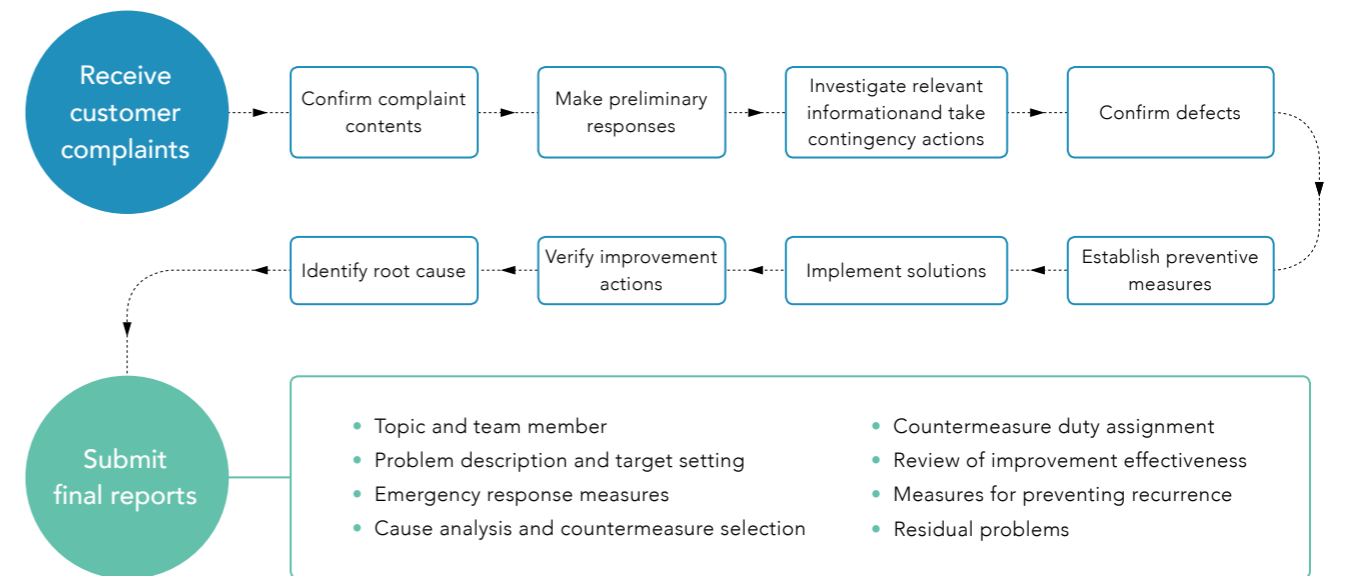 Receive
customer
complaints
Confirm complaint
contents
Make preliminary
responses
Investigate relevant
informationand take
contingency actions
Confirm defects
Establish preventive
measures
Implement solutions
Verify improvement
actions
Identify root cause
Submit
final reports
• Topic and team member
• Problem description and target setting
• Emergency response measures
• Cause analysis and countermeasure selection
• Countermeasure duty assignment
• Review of improvement effectiveness
• Measures for preventing recurrence
• Residual problems